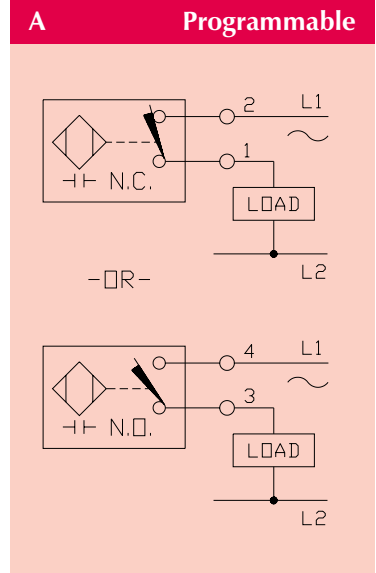 A Programmable
2 L1
1
N.C.
LOAD
L2
-OR-
4 L1
3
N.O.
LOAD
L2